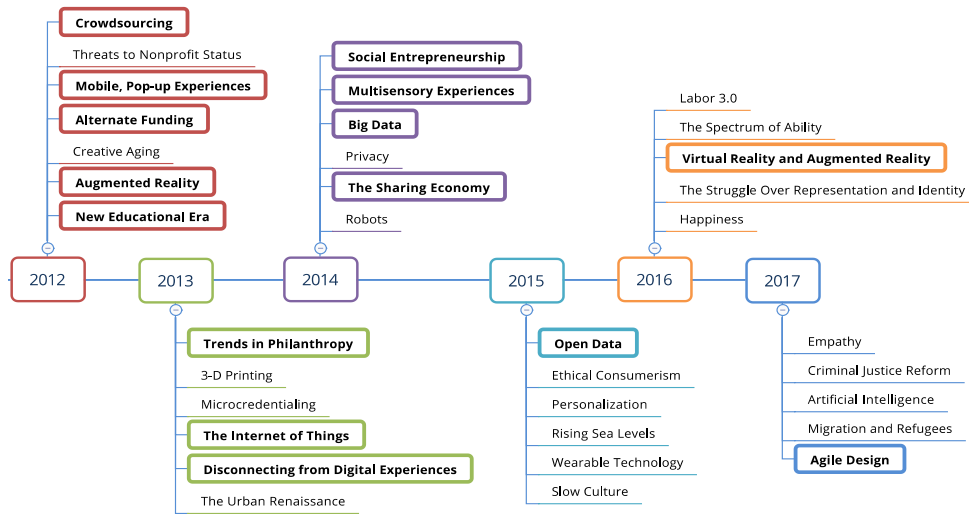 Crowdsourcing
Threats to Nonprofit Status
Mobile, Pop-up Experiences
Alternate Funding
Creative Aging
Augmented Reality
New Educational Era
2012
2013
Trends in Philanthropy
3-D Printing
Microcredentialing
The Internet of Things
Disconnecting from Digital Experiences
The Urban Renaissance
Social Entrepreneurship
Multisensory Experiences
Big Data
Privacy
The Sharing Economy
Robots
2014
2015
Open Data
Ethical Consumerism
Personalization
Rising Sea Levels
Wearable Technology
Slow Culture
Labor 3.0
The Spectrum of Ability
Virtual Reality and Augmented Reality
The Struggle Over Representation and Identity
Happiness
2016
2017
Empathy
Criminal Justice Reform
Artificial Intelligence
Migration and Refugees
Agile Design